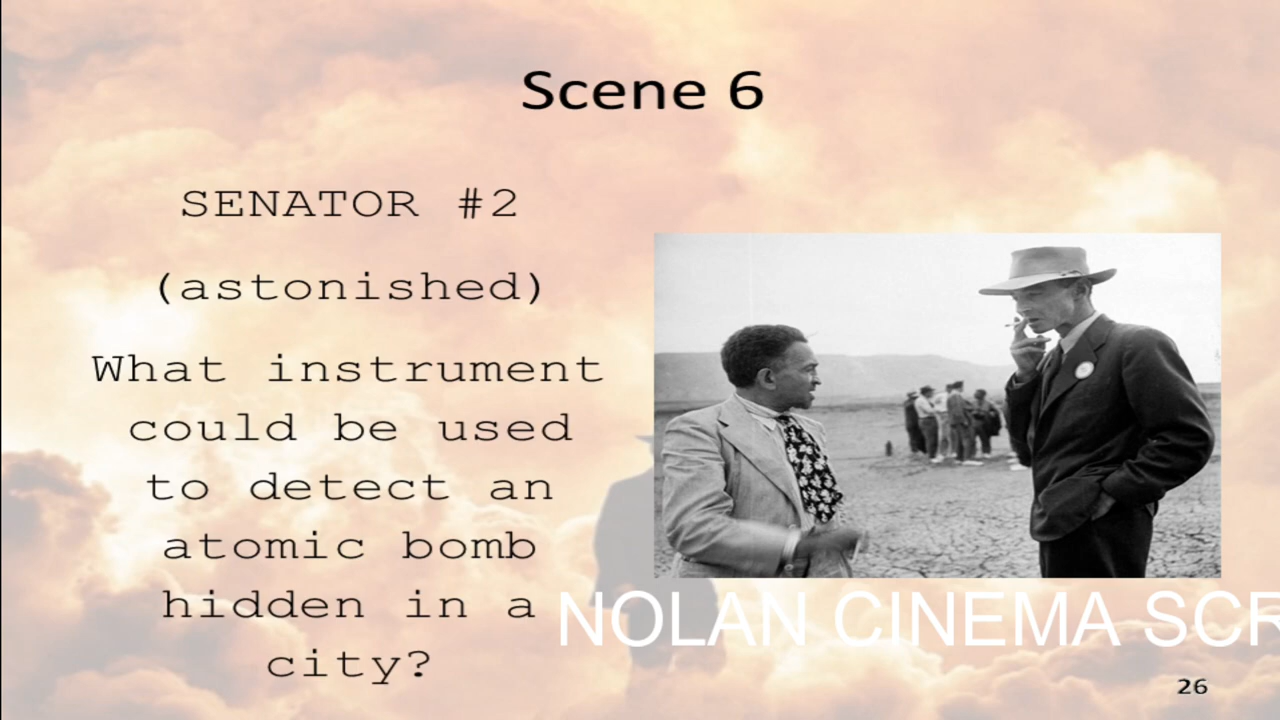 Scene 6
SENATOR #2
(astonished)
What instrument
could be used
to detect an
atomic bomb
hidden in a
city?
NOLAN CINEMA SCR
26